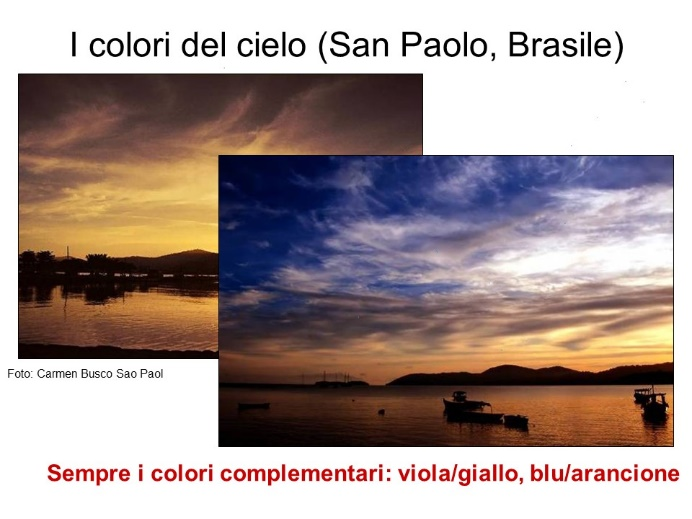 I colori del cielo (San Paolo, Brasile)
Foto: Carmen Busco Sao Paol
Sempre i colori complementari: viola/giallo, blu/arancione